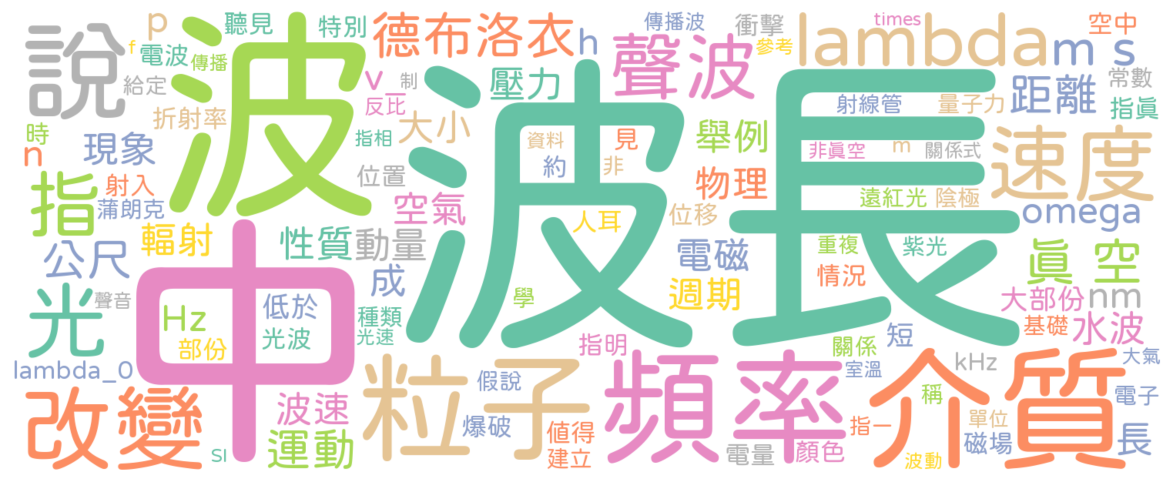 波長
波
中
說
指
光
改變
粒子
頻率
介質
速度
聲波
lambda
德布洛衣
h
m s
壓力
距離
舉例
物理
大小
空氣
性質
動量
輻射
公尺
現象
n
p
電波
聽見
特別
傳播波
衝擊
times
參考
空中
f
傳播
給定
v_
制
反比
折射率
指相
資料
見
約
非
射線管
量子力
常數
指眞
非眞空
m
關係式
時
射入
蒲朗克
位置
人耳
位移
遠紅光
陰極
omega
電磁
重複
紫光
眞 空
成
週期
情況
大部份
nm
學
聲音
Hz
低於
種類
部份
光波
光速
指明
短
基礎
水波
關係
室溫
kHz
大氣
lambda_0
波速
假說
稱
電子
爆破
値得
指一
單位
長
運動
SI
建立
電量
顏色
磁場
波動